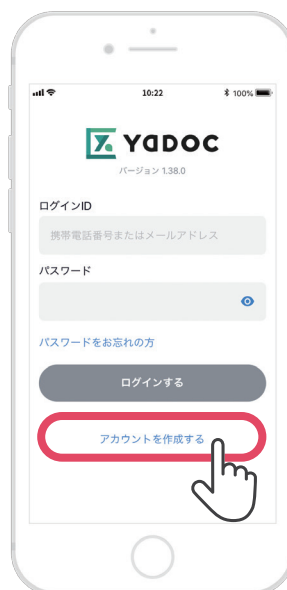 10:22
100%
YaDOC
バージョン 1.38.0
ログインID
携帯電話番号またはメールアドレス
パスワード
パスワードをお忘れの方
ログインする
アカウントを作成する